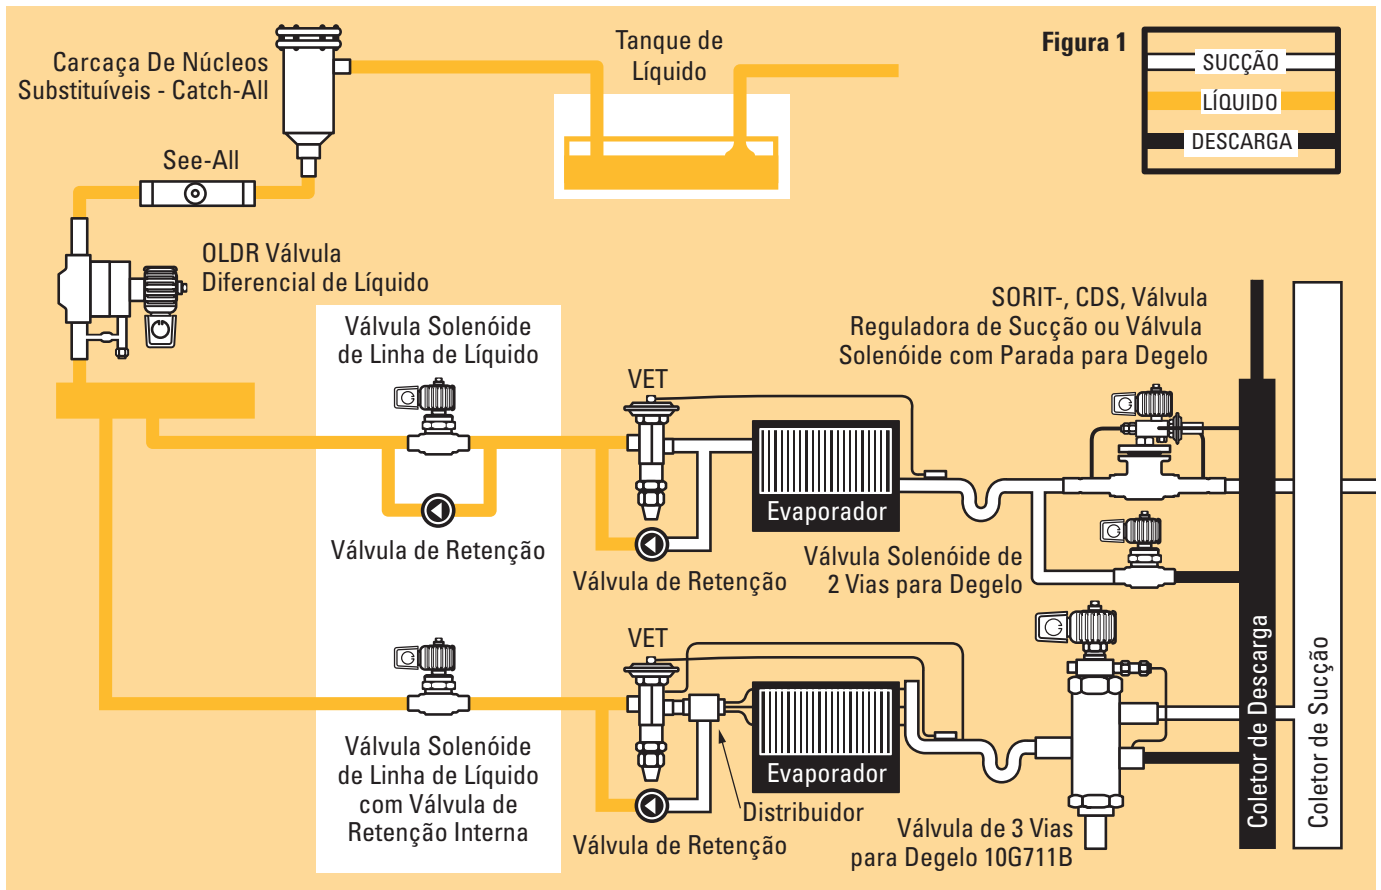 Carcaça De Núcleos
Substituíveis - Catch-All
Tanque de
Líquido
Figura 1
SUCÇÃO
LÍQUIDO
DESCARGA
See-All
OLDR Válvula
Diferencial de Líquido
Válvula Solenóide
de Linha de Líquido
VET
SORIT-, CDS, Válvula
Reguladora de Sucção ou Válvula
Solenóide com Parada para Degelo
Evaporador
Válvula de Retenção
Válvula de Retenção
Válvula Solenóide de
2 Vias para Degelo
VET
Válvula Solenóide
de Linha de Líquido
com Válvula de
Retenção Interna
Evaporador
Distribuidor
Válvula de Retenção
Válvula de 3 Vias
para Degelo 10G711B
Coletor de Descarga
Coletor de Sucção